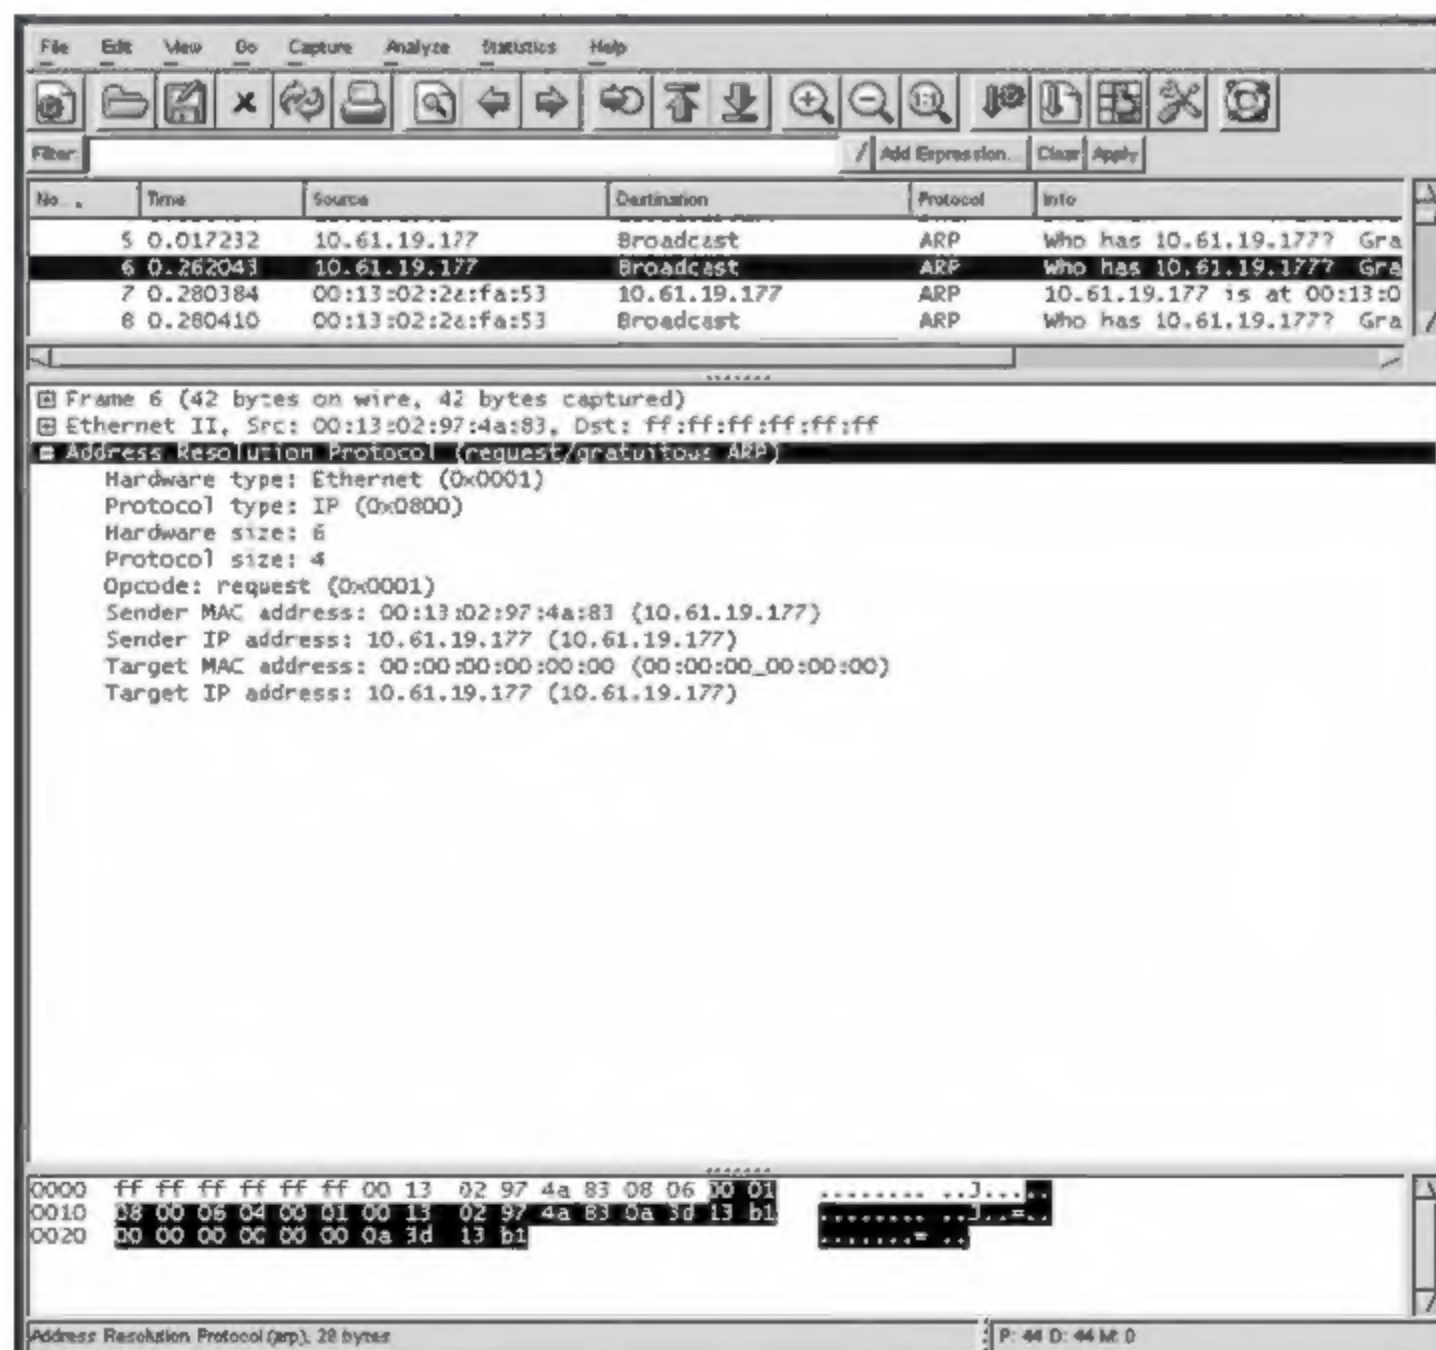 File Edit View Go Capture Analyze Statistics Help
Filter: Add Expression... Clear Apply
No. . Time Source Destination Protocol Info
5 0.017232 10.61.19.177 Broadcast ARP Who has 10.61.19.177? Gra
6 0.262043 10.61.19.177 Broadcast ARP Who has 10.61.19.177? Gra
7 0.280384 00:13:02:2e:fa:53 10.61.19.177 ARP 10.61.19.177 is at 00:13:0
8 0.280410 00:13:02:2e:fa:53 Broadcast ARP Who has 10.61.19.177? Gra
Frame 6 (42 bytes on wire, 42 bytes captured)
Ethernet II, Src: 00:13:02:97:4a:83, Dst: ff:ff:ff:ff:ff:ff
Address Resolution Protocol (request/gratuitous ARP)
Hardware type: Ethernet (0x0001)
Protocol type: IP (0x0800)
Hardware size: 6
Protocol size: 4
Opcode: request (0x0001)
Sender MAC address: 00:13:02:97:4a:83 (10.61.19.177)
Sender IP address: 10.61.19.177 (10.61.19.177)
Target MAC address: 00:00:00:00:00:00 (00:00:00_00:00:00)
Target IP address: 10.61.19.177 (10.61.19.177)
0000 ff ff ff ff ff ff 00 13 02 97 4a 83 08 06 00 01 ........ ..J.....
0010 08 00 06 04 00 01 00 13 02 97 4a 83 0a 3d 13 b1 ........ ..J..=..
0020 00 00 00 00 00 00 0a 3d 13 b1 .......= ..
Address Resolution Protocol (arp), 28 bytes P: 44 D: 44 M: 0